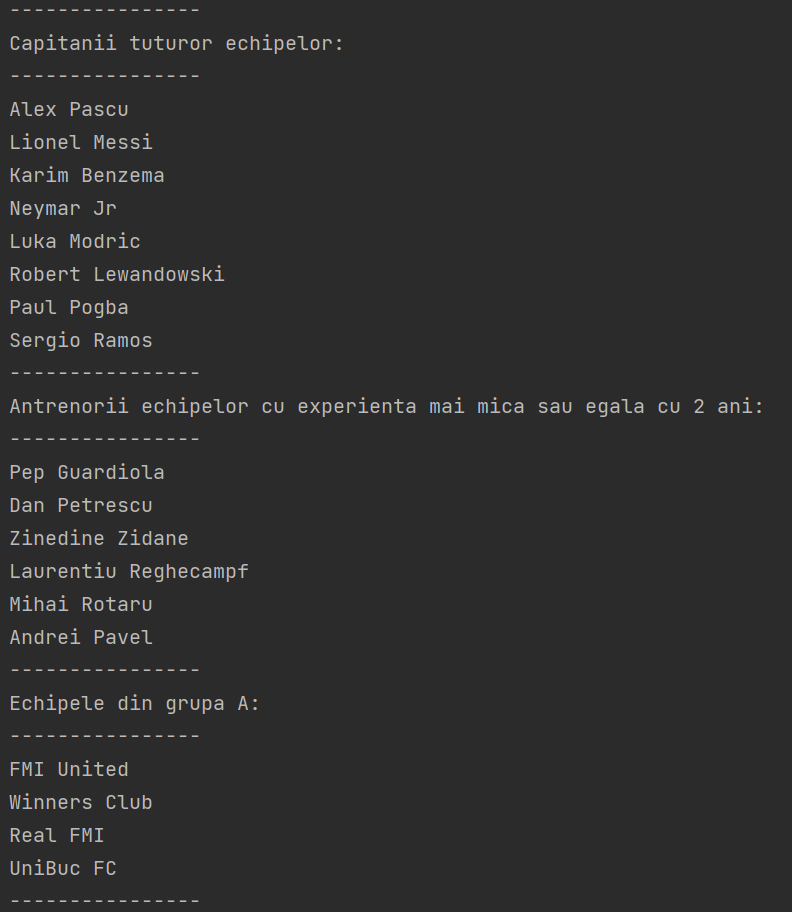 ----------------
Capitanii tuturor echipelor:
----------------
Alex Pascu
Lionel Messi
Karim Benzema
Neymar Jr
Luka Modric
Robert Lewandowski
Paul Pogba
Sergio Ramos
----------------
Antrenorii echipelor cu experienta mai mica sau egala cu 2 ani:
----------------
Pep Guardiola
Dan Petrescu
Zinedine Zidane
Laurentiu Reghecampf
Mihai Rotaru
Andrei Pavel
----------------
Echipele din grupa A:
----------------
FMI United
Winners Club
Real FMI
UniBuc FC
----------------